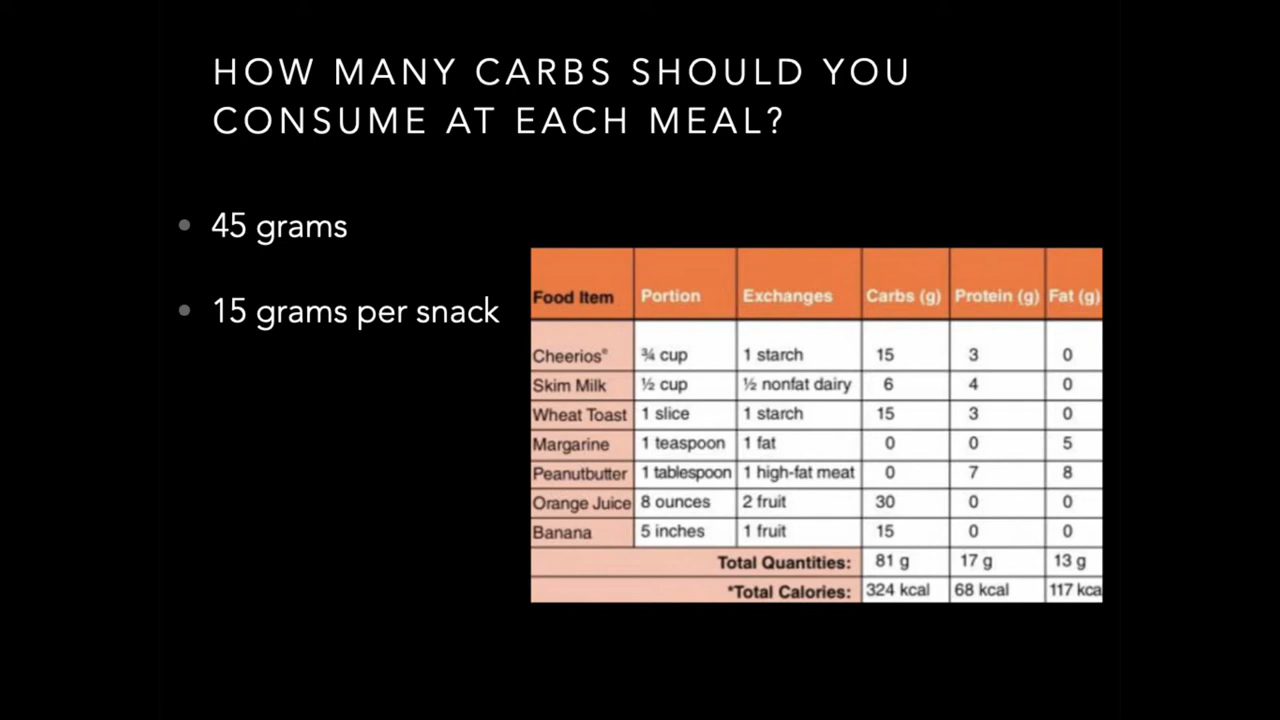 HOW MANY CARBS SHOULD YOU
CONSUME AT EACH MEAL?
• 45 grams
• 15 grams per snack
Food Item Portion Exchanges Carbs (g) Protein (g) Fat (g)
Cheerios® ¾ cup 1 starch 15 3 0
Skim Milk ½ cup ½ nonfat dairy 6 4 0
Wheat Toast 1 slice 1 starch 15 3 0
Margarine 1 teaspoon 1 fat 0 0 5
Peanutbutter 1 tablespoon 1 high-fat meat 0 7 8
Orange Juice 8 ounces 2 fruit 30 0 0
Banana 5 inches 1 fruit 15 0 0
Total Quantities: 81 g 17 g 13 g
*Total Calories: 324 kcal 68 kcal 117 kca